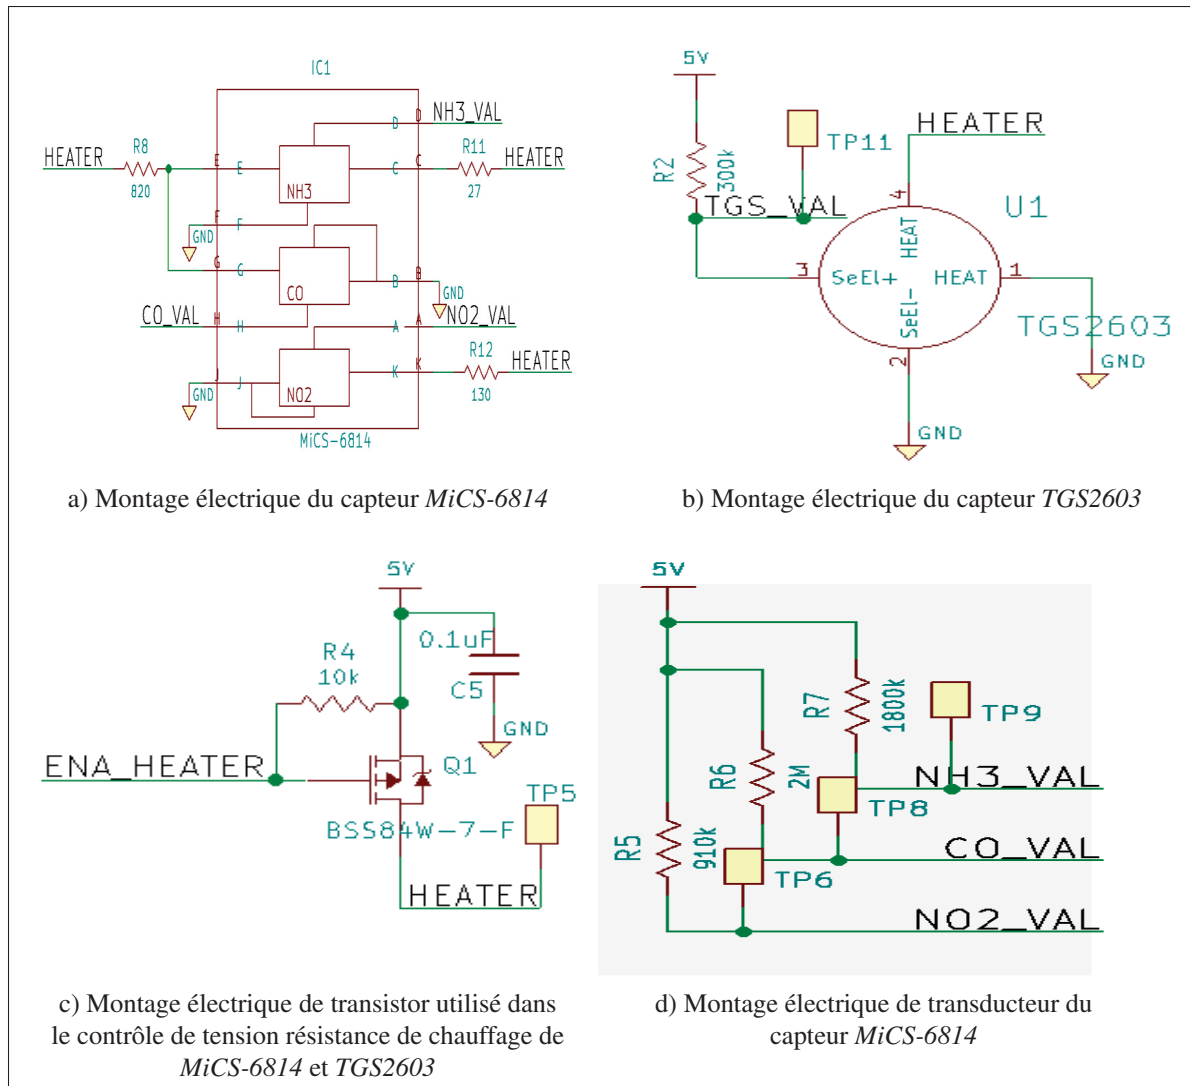 IC1
NH3_VAL
D D
HEATER R8 E E C C R11 HEATER
820 NH3 27
F F
GND
G G
CO B B
GND
CO_VAL H H A A NO2_VAL
R12 HEATER
K K
J J
GND NO2 130
MiCS-6814
a) Montage électrique du capteur MiCS-6814
5V
HEATER
TP11
R2 300k
TGS_VAL
4
U1
HEAT
3 SeEl+ HEAT 1
SeEl-
TGS2603
2
GND
GND
b) Montage électrique du capteur TGS2603
5V
0.1uF
R4
10k
C5
GND
ENA_HEATER
Q1
TP5
BSS84W-7-F
HEATER
c) Montage électrique de transistor utilisé dans
le contrôle de tension résistance de chauffage de
MiCS-6814 et TGS2603
5V
R7 1800k
TP9
R6 2M
NH3_VAL
TP8
R5 910k
CO_VAL
TP6
NO2_VAL
d) Montage électrique de transducteur du
capteur MiCS-6814